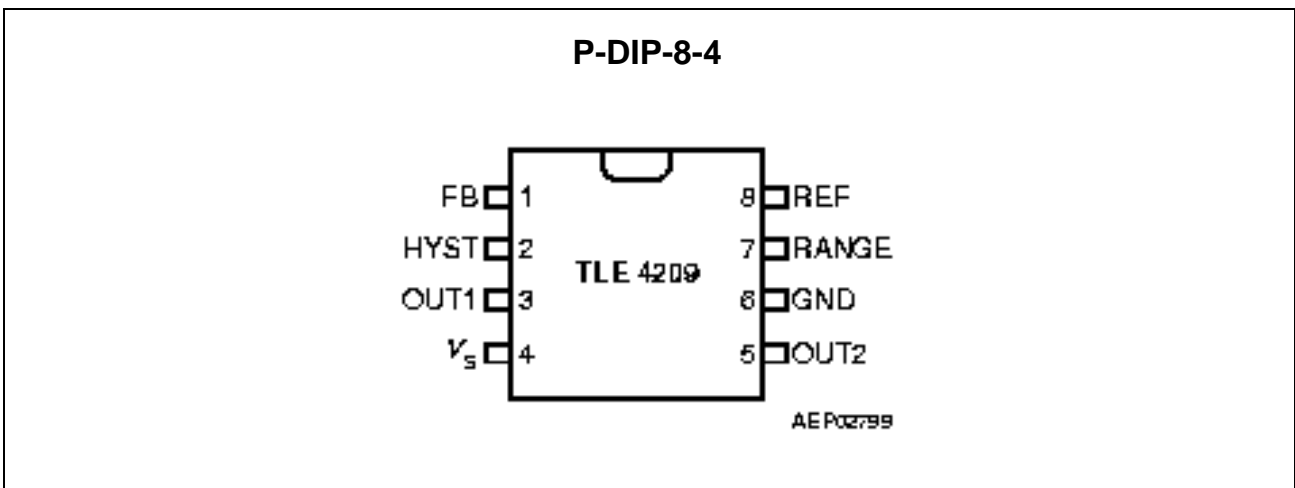 P-DIP-8-4
FB 1 8 REF
HYST 2 7 RANGE
TLE 4209
OUT1 3 6 GND
Vs 4 5 OUT2
AEP02799